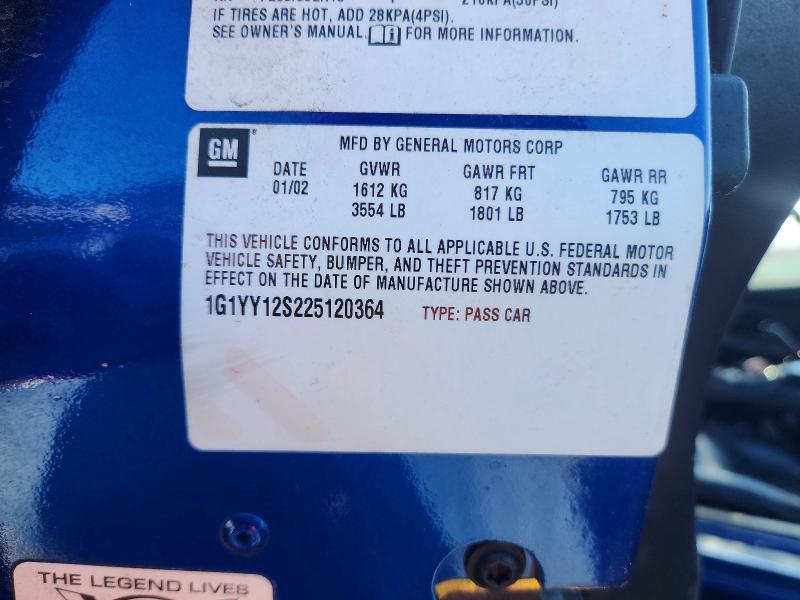 IF TIRES ARE HOT, ADD 28KPA(4PSI).
SEE OWNER'S MANUAL FOR MORE INFORMATION.
GM
MFD BY GENERAL MOTORS CORP
DATE GVWR GAWR FRT GAWR RR
01/02 1612 KG 817 KG 795 KG
3554 LB 1801 LB 1753 LB
THIS VEHICLE CONFORMS TO ALL APPLICABLE U.S. FEDERAL MOTOR
VEHICLE SAFETY, BUMPER, AND THEFT PREVENTION STANDARDS IN
EFFECT ON THE DATE OF MANUFACTURE SHOWN ABOVE.
1G1YY12S225120364 TYPE: PASS CAR
THE LEGEND LIVES